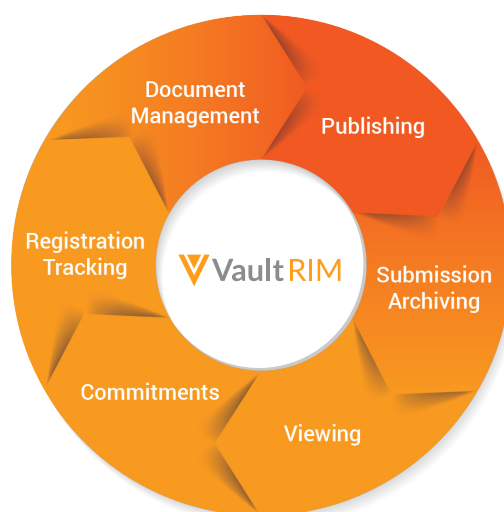 Document
Management
Publishing
Registration
Tracking
Vault RIM
Submission
Archiving
Commitments
Viewing